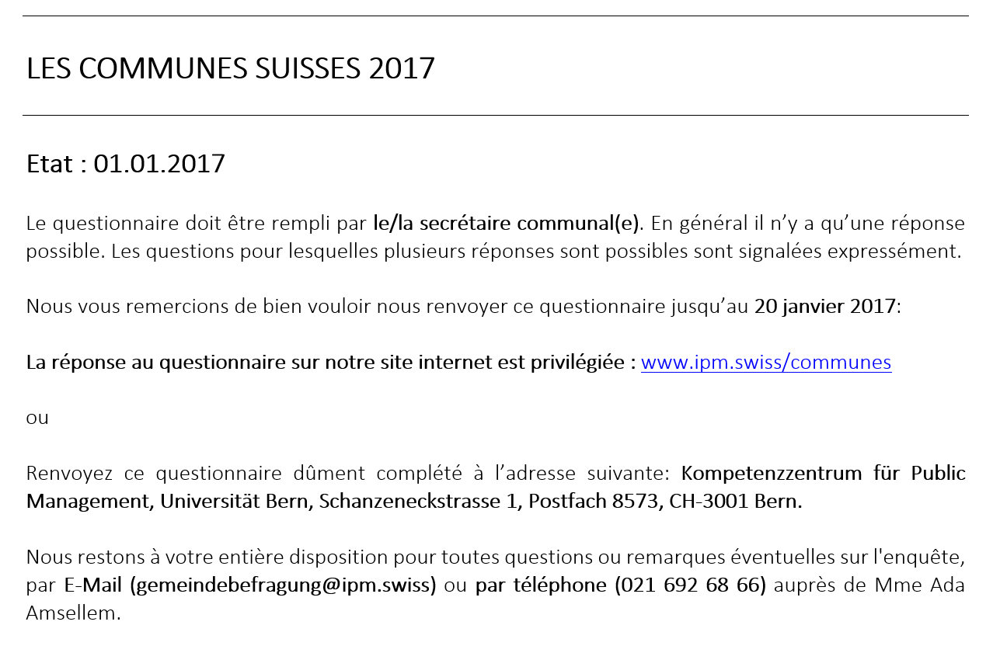 LES COMMUNES SUISSES 2017
Etat : 01.01.2017
Le questionnaire doit être rempli par le/la secrétaire communal(e). En général il n’y a qu’une réponse
possible. Les questions pour lesquelles plusieurs réponses sont possibles sont signalées expressément.
Nous vous remercions de bien vouloir nous renvoyer ce questionnaire jusqu’au 20 janvier 2017:
La réponse au questionnaire sur notre site internet est privilégiée : www.ipm.swiss/communes
ou
Renvoyez ce questionnaire dûment complété à l’adresse suivante: Kompetenzzentrum für Public
Management, Universität Bern, Schanzeneckstrasse 1, Postfach 8573, CH-3001 Bern.
Nous restons à votre entière disposition pour toutes questions ou remarques éventuelles sur l'enquête,
par E-Mail (gemeindebefragung@ipm.swiss) ou par téléphone (021 692 68 66) auprès de Mme Ada
Amsellem.